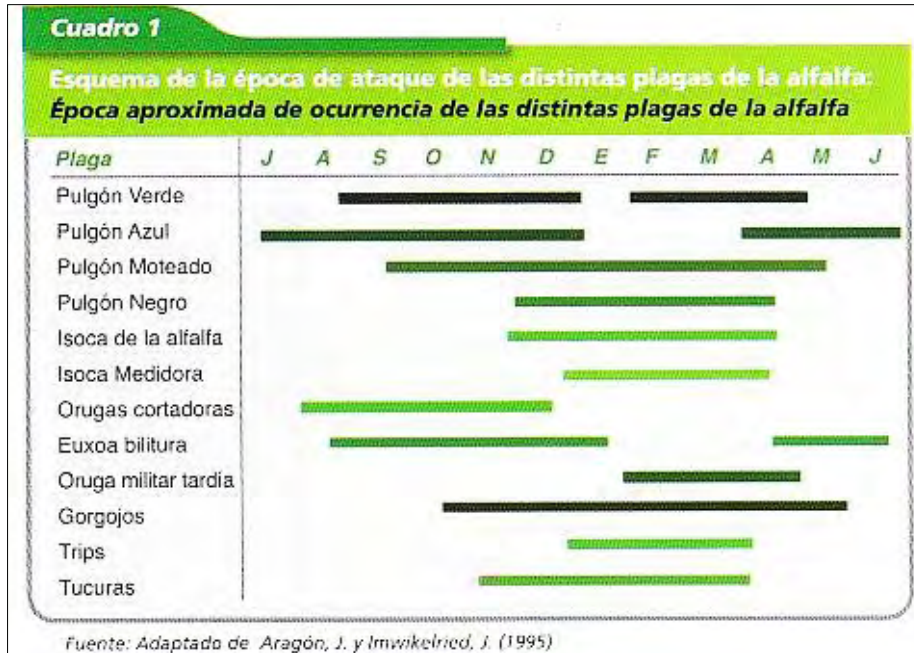 Cuadro 1
Esquema de la época de ataque de las distintas plagas de la alfalfa:
Época aproximada de ocurrencia de las distintas plagas de la alfalfa
Plaga J A S O N D E F M A M J
Pulgón Verde
Pulgón Azul
Pulgón Moteado
Pulgón Negro
Isoca de la alfalfa
Isoca Medidora
Orugas cortadoras
Euxoa bilitura
Oruga militar tardía
Gorgojos
Trips
Tucuras
Fuente: Adaptado de Aragón, J. y Imwikelried, J. (1995)